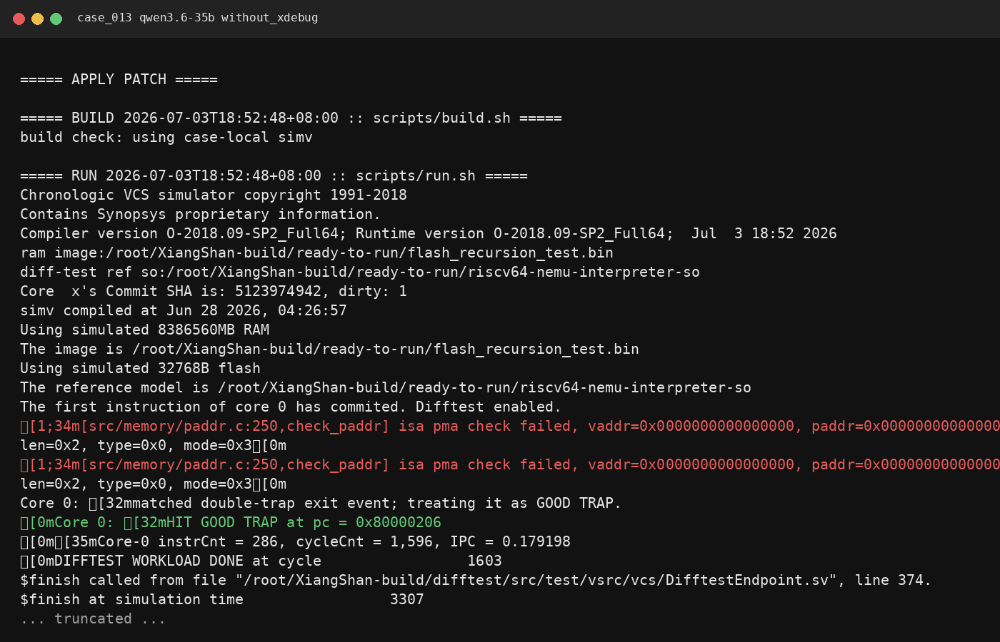 case_013 qwen3.6-35b without_xdebug
===== APPLY PATCH =====
===== BUILD 2026-07-03T18:52:48+08:00 :: scripts/build.sh =====
build check: using case-local simv
===== RUN 2026-07-03T18:52:48+08:00 :: scripts/run.sh =====
Chronologic VCS simulator copyright 1991-2018
Contains Synopsys proprietary information.
Compiler version O-2018.09-SP2_Full64; Runtime version O-2018.09-SP2_Full64;  Jul  3 18:52 2026
ram image:/root/XiangShan-build/ready-to-run/flash_recursion_test.bin
diff-test ref so:/root/XiangShan-build/ready-to-run/riscv64-nemu-interpreter-so
Core  x's Commit SHA is: 5123974942, dirty: 1
simv compiled at Jun 28 2026, 04:26:57
Using simulated 8386560MB RAM
The image is /root/XiangShan-build/ready-to-run/flash_recursion_test.bin
Using simulated 32768B flash
The reference model is /root/XiangShan-build/ready-to-run/riscv64-nemu-interpreter-so
The first instruction of core 0 has commited. Difftest enabled.
[1;34m[src/memory/paddr.c:250,check_paddr] isa pma check failed, vaddr=0x0000000000000000, paddr=0x00000000000000
len=0x2, type=0x0, mode=0x3[0m
[1;34m[src/memory/paddr.c:250,check_paddr] isa pma check failed, vaddr=0x0000000000000000, paddr=0x00000000000000
len=0x2, type=0x0, mode=0x3[0m
Core 0: [32mmatched double-trap exit event; treating it as GOOD TRAP.
[0mCore 0: [32mHIT GOOD TRAP at pc = 0x80000206
[0m[35mCore-0 instrCnt = 286, cycleCnt = 1,596, IPC = 0.179198
[0mDIFFTEST WORKLOAD DONE at cycle                 1603
$finish called from file "/root/XiangShan-build/difftest/src/test/vsrc/vcs/DifftestEndpoint.sv", line 374.
$finish at simulation time                 3307
... truncated ...